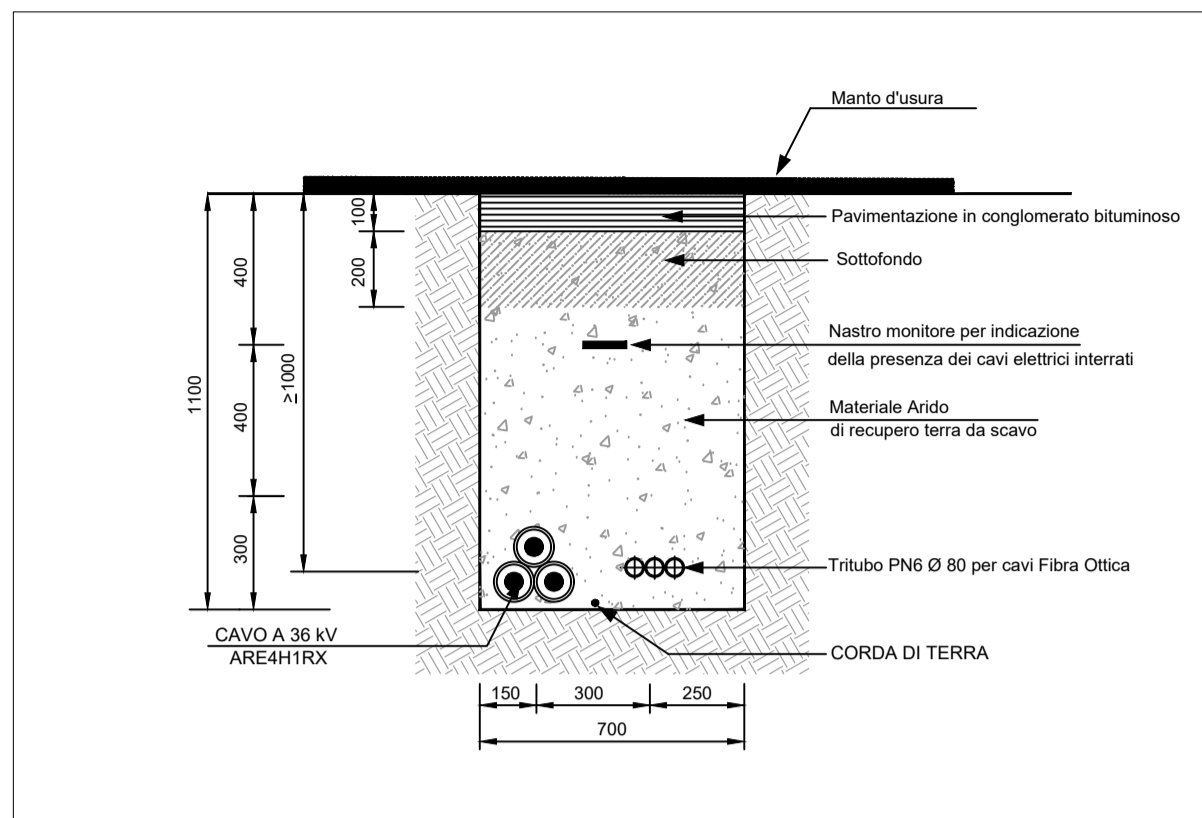 Manto d'usura
Pavimentazione in conglomerato bituminoso
Sottofondo
Nastro monitore per indicazione
della presenza dei cavi elettrici interrati
Materiale Arido
di recupero terra da scavo
Tritubo PN6 Ø 80 per cavi Fibra Ottica
CORDA DI TERRA
CAVO A 36 kV
ARE4H1RX
1100
400
400
300
≥1000
100
200
150
300
250
700